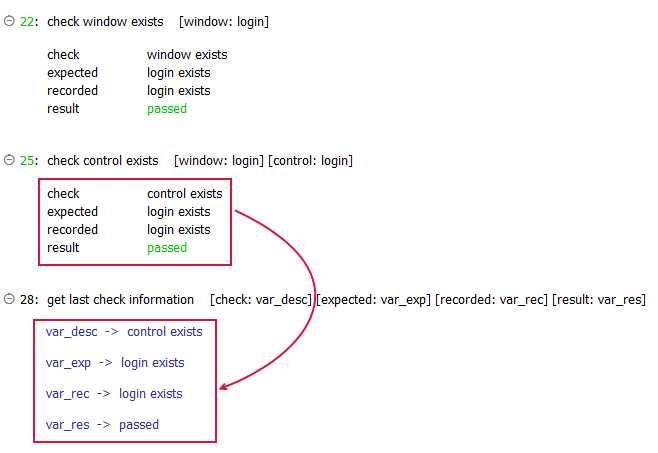 22: check window exists [window: login]
check window exists
expected login exists
recorded login exists
result passed
25: check control exists [window: login] [control: login]
check control exists
expected login exists
recorded login exists
result passed
28: get last check information [check: var_desc] [expected: var_exp] [recorded: var_rec] [result: var_res]
var_desc -> control exists
var_exp -> login exists
var_rec -> login exists
var_res -> passed